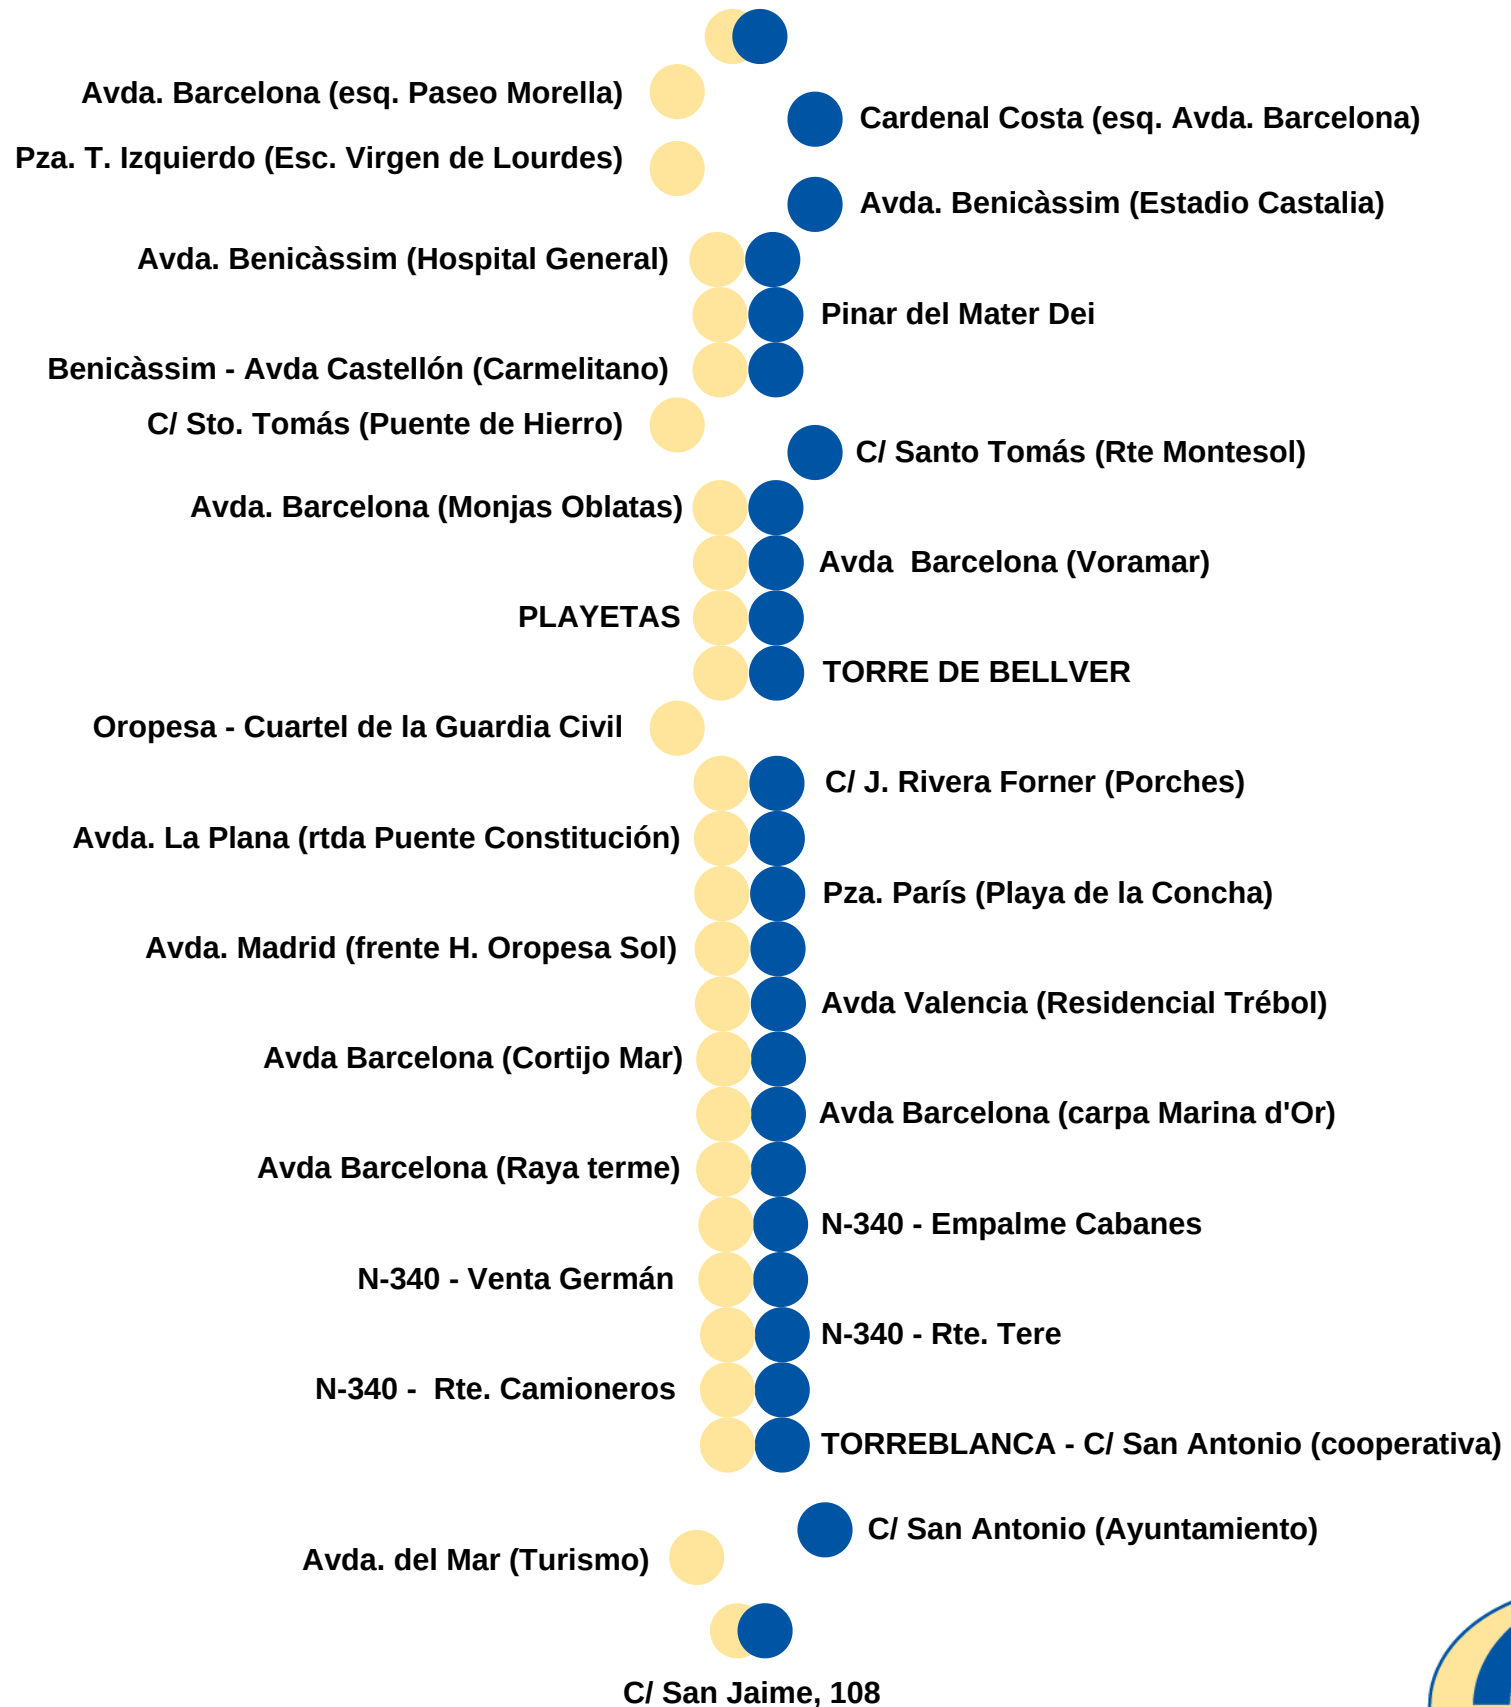 Avda. Barcelona (esq. Paseo Morella)
Cardenal Costa (esq. Avda. Barcelona)
Pza. T. Izquierdo (Esc. Virgen de Lourdes)
Avda. Benicàssim (Estadio Castalia)
Avda. Benicàssim (Hospital General)
Pinar del Mater Dei
Benicàssim - Avda Castellón (Carmelitano)
C/ Sto. Tomás (Puente de Hierro)
C/ Santo Tomás (Rte Montesol)
Avda. Barcelona (Monjas Oblatas)
Avda  Barcelona (Voramar)
PLAYETAS
TORRE DE BELLVER
Oropesa - Cuartel de la Guardia Civil
C/ J. Rivera Forner (Porches)
Avda. La Plana (rtda Puente Constitución)
Pza. París (Playa de la Concha)
Avda. Madrid (frente H. Oropesa Sol)
Avda Valencia (Residencial Trébol)
Avda Barcelona (Cortijo Mar)
Avda Barcelona (carpa Marina d'Or)
Avda Barcelona (Raya terme)
N-340 - Empalme Cabanes
N-340 - Venta Germán
N-340 - Rte. Tere
N-340 -  Rte. Camioneros
TORREBLANCA - C/ San Antonio (cooperativa)
C/ San Antonio (Ayuntamiento)
Avda. del Mar (Turismo)
C/ San Jaime, 108